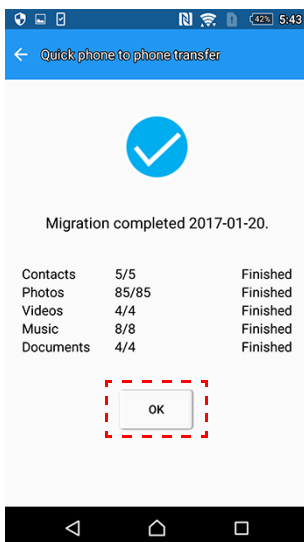 42% 5:43
Quick phone to phone transfer
Migration completed 2017-01-20.
Contacts 5/5 Finished
Photos 85/85 Finished
Videos 4/4 Finished
Music 8/8 Finished
Documents 4/4 Finished
OK